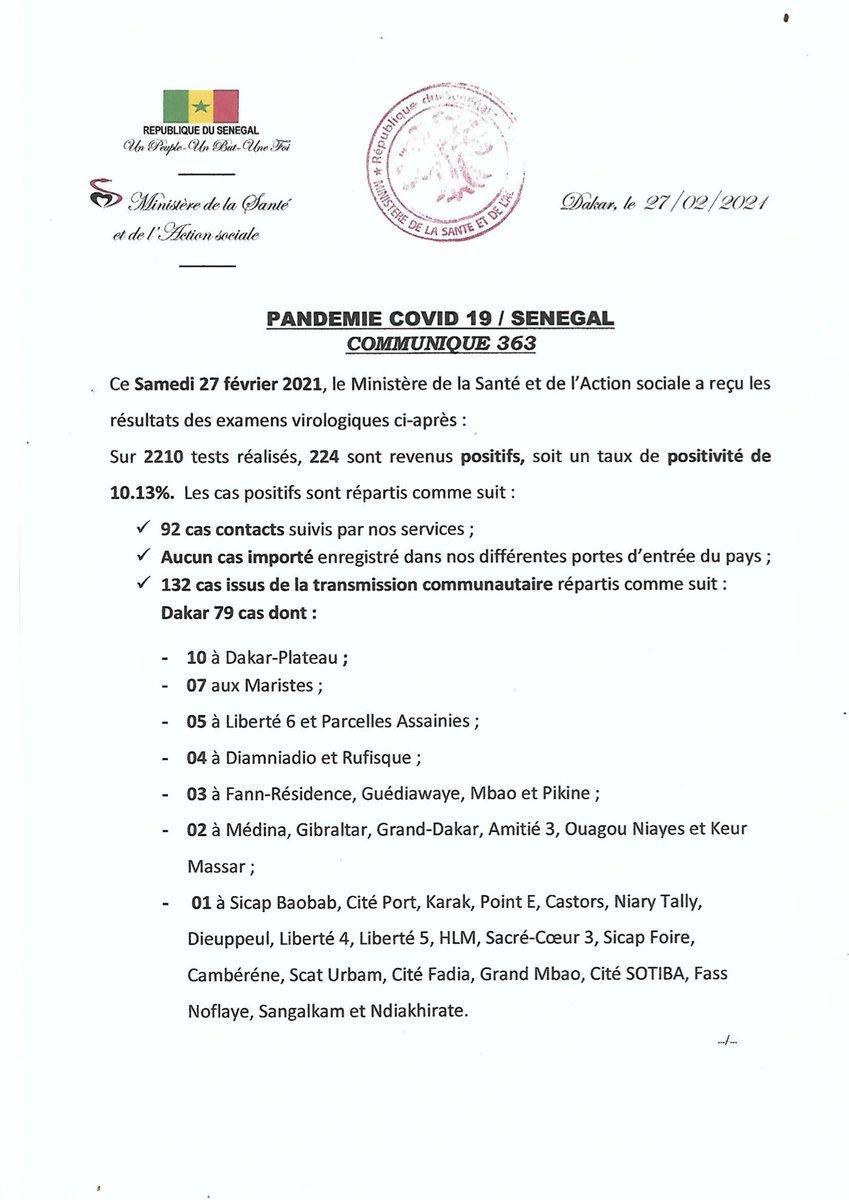 REPUBLIQUE DU SENEGAL
Un Peuple-Un But-Une Foi
Ministère de la Santé
et de l'Action sociale
★ République du Sénégal
MINISTERE DE LA SANTE ET DE L'AC
Dakar, le 27/02/2021
PANDEMIE COVID 19 / SENEGAL
COMMUNIQUE 363
Ce Samedi 27 février 2021, le Ministère de la Santé et de l'Action sociale a reçu les
résultats des examens virologiques ci-après :
Sur 2210 tests réalisés, 224 sont revenus positifs, soit un taux de positivité de
10.13%. Les cas positifs sont répartis comme suit :
✓ 92 cas contacts suivis par nos services ;
✓ Aucun cas importé enregistré dans nos différentes portes d'entrée du pays ;
✓ 132 cas issus de la transmission communautaire répartis comme suit :
Dakar 79 cas dont :
- 10 à Dakar-Plateau ;
- 07 aux Maristes ;
- 05 à Liberté 6 et Parcelles Assainies ;
- 04 à Diamniadio et Rufisque ;
- 03 à Fann-Résidence, Guédiawaye, Mbao et Pikine ;
- 02 à Médina, Gibraltar, Grand-Dakar, Amitié 3, Ouagou Niayes et Keur
Massar ;
- 01 à Sicap Baobab, Cité Port, Karak, Point E, Castors, Niary Tally,
Dieuppeul, Liberté 4, Liberté 5, HLM, Sacré-Cœur 3, Sicap Foire,
Cambéréne, Scat Urbam, Cité Fadia, Grand Mbao, Cité SOTIBA, Fass
Noflaye, Sangalkam et Ndiakhirate.
.../...